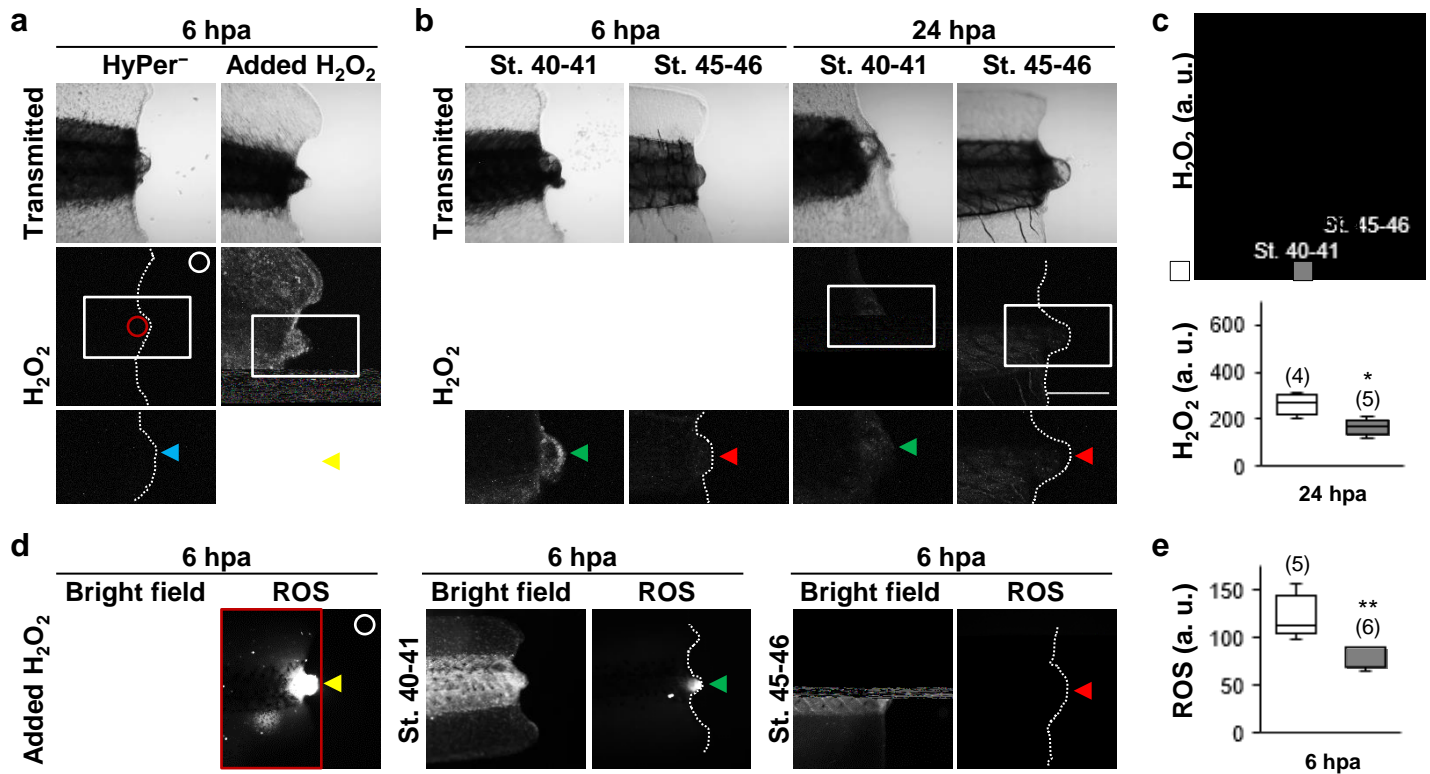 a
6 hpa
HyPer⁻ Added H₂O₂
Transmitted
H₂O₂
b
6 hpa 24 hpa
St. 40-41 St. 45-46 St. 40-41 St. 45-46
Transmitted
H₂O₂
c
H₂O₂ (a. u.)
St. 45-46
St. 40-41
H₂O₂ (a. u.)
600
400
200
0
(4)
*
(5)
24 hpa
d
6 hpa 6 hpa 6 hpa
Bright field ROS Bright field ROS Bright field ROS
Added H₂O₂
St. 40-41
St. 45-46
e
ROS (a. u.)
150
100
50
0
(5)
**
(6)
6 hpa